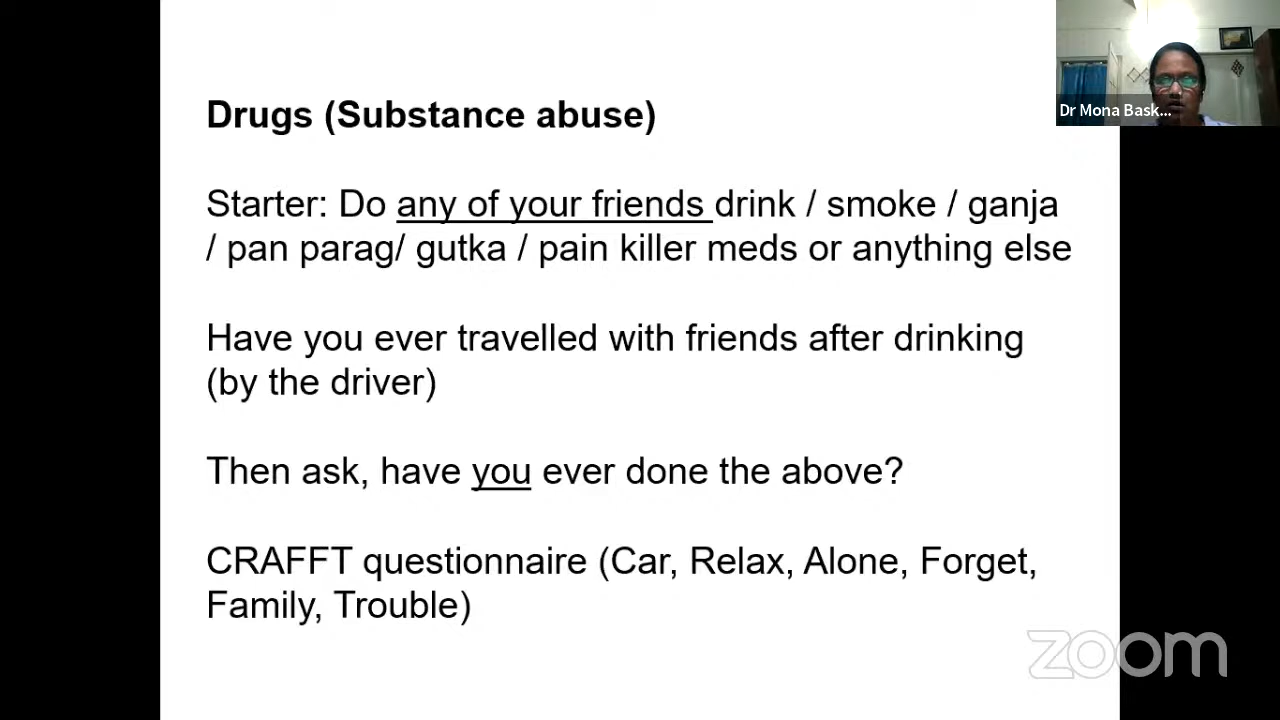 Drugs (Substance abuse)
Starter: Do any of your friends drink / smoke / ganja
/ pan parag/ gutka / pain killer meds or anything else
Have you ever travelled with friends after drinking
(by the driver)
Then ask, have you ever done the above?
CRAFFT questionnaire (Car, Relax, Alone, Forget,
Family, Trouble)
Dr Mona Bask...
zoom